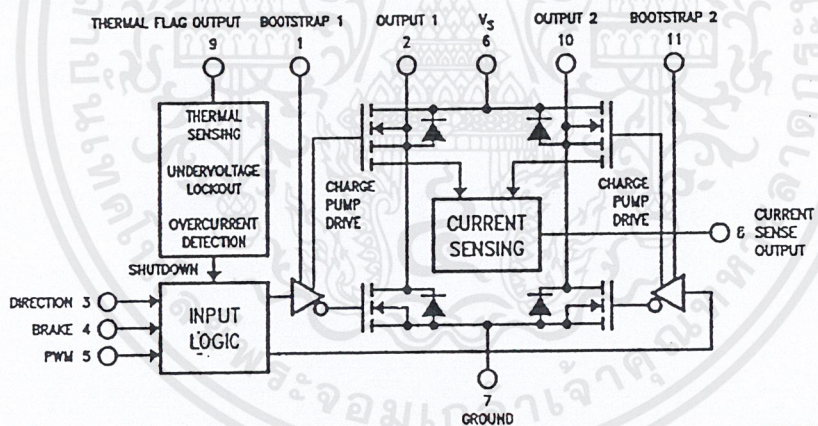 THERMAL FLAG OUTPUT
9
BOOTSTRAP 1
1
OUTPUT 1
2
VS
6
OUTPUT 2
10
BOOTSTRAP 2
11
THERMAL
SENSING
UNDERVOLTAGE
LOCKOUT
OVERCURRENT
DETECTION
CHARGE
PUMP
DRIVE
CURRENT
SENSING
CHARGE
PUMP
DRIVE
8 CURRENT
SENSE
OUTPUT
SHUTDOWN
DIRECTION 3
BRAKE 4
PWM 5
INPUT
LOGIC
7
GROUND